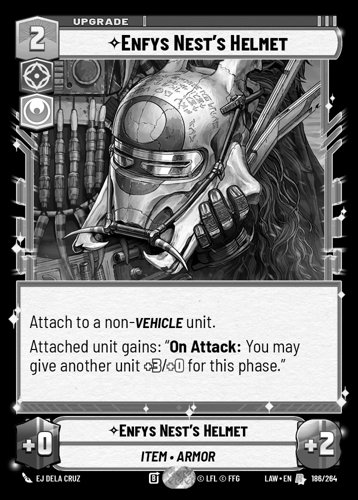 UPGRADE
2
✧ENFYS NEST'S HELMET
Attach to a non-VEHICLE unit.
Attached unit gains: “On Attack: You may
give another unit +3/+0 for this phase.”
+0
✧ENFYS NEST'S HELMET
+2
ITEM • ARMOR
EJ DELA CRUZ
© LFL © FFG
LAW • EN
186/264